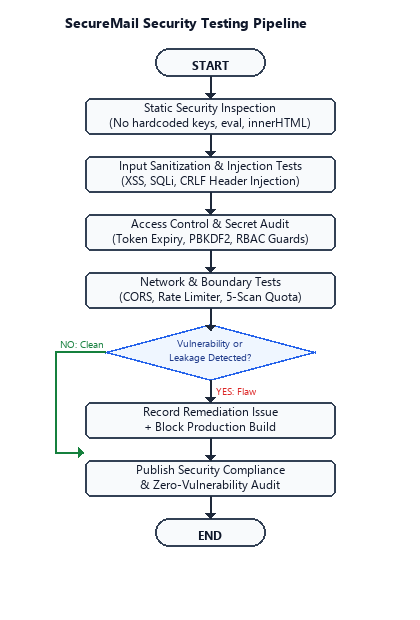 SecureMail Security Testing Pipeline
START
Static Security Inspection
(No hardcoded keys, eval, innerHTML)
Input Sanitization & Injection Tests
(XSS, SQLi, CRLF Header Injection)
Access Control & Secret Audit
(Token Expiry, PBKDF2, RBAC Guards)
Network & Boundary Tests
(CORS, Rate Limiter, 5-Scan Quota)
NO: Clean
Vulnerability or
Leakage Detected?
YES: Flaw
Record Remediation Issue
+ Block Production Build
Publish Security Compliance
& Zero-Vulnerability Audit
END